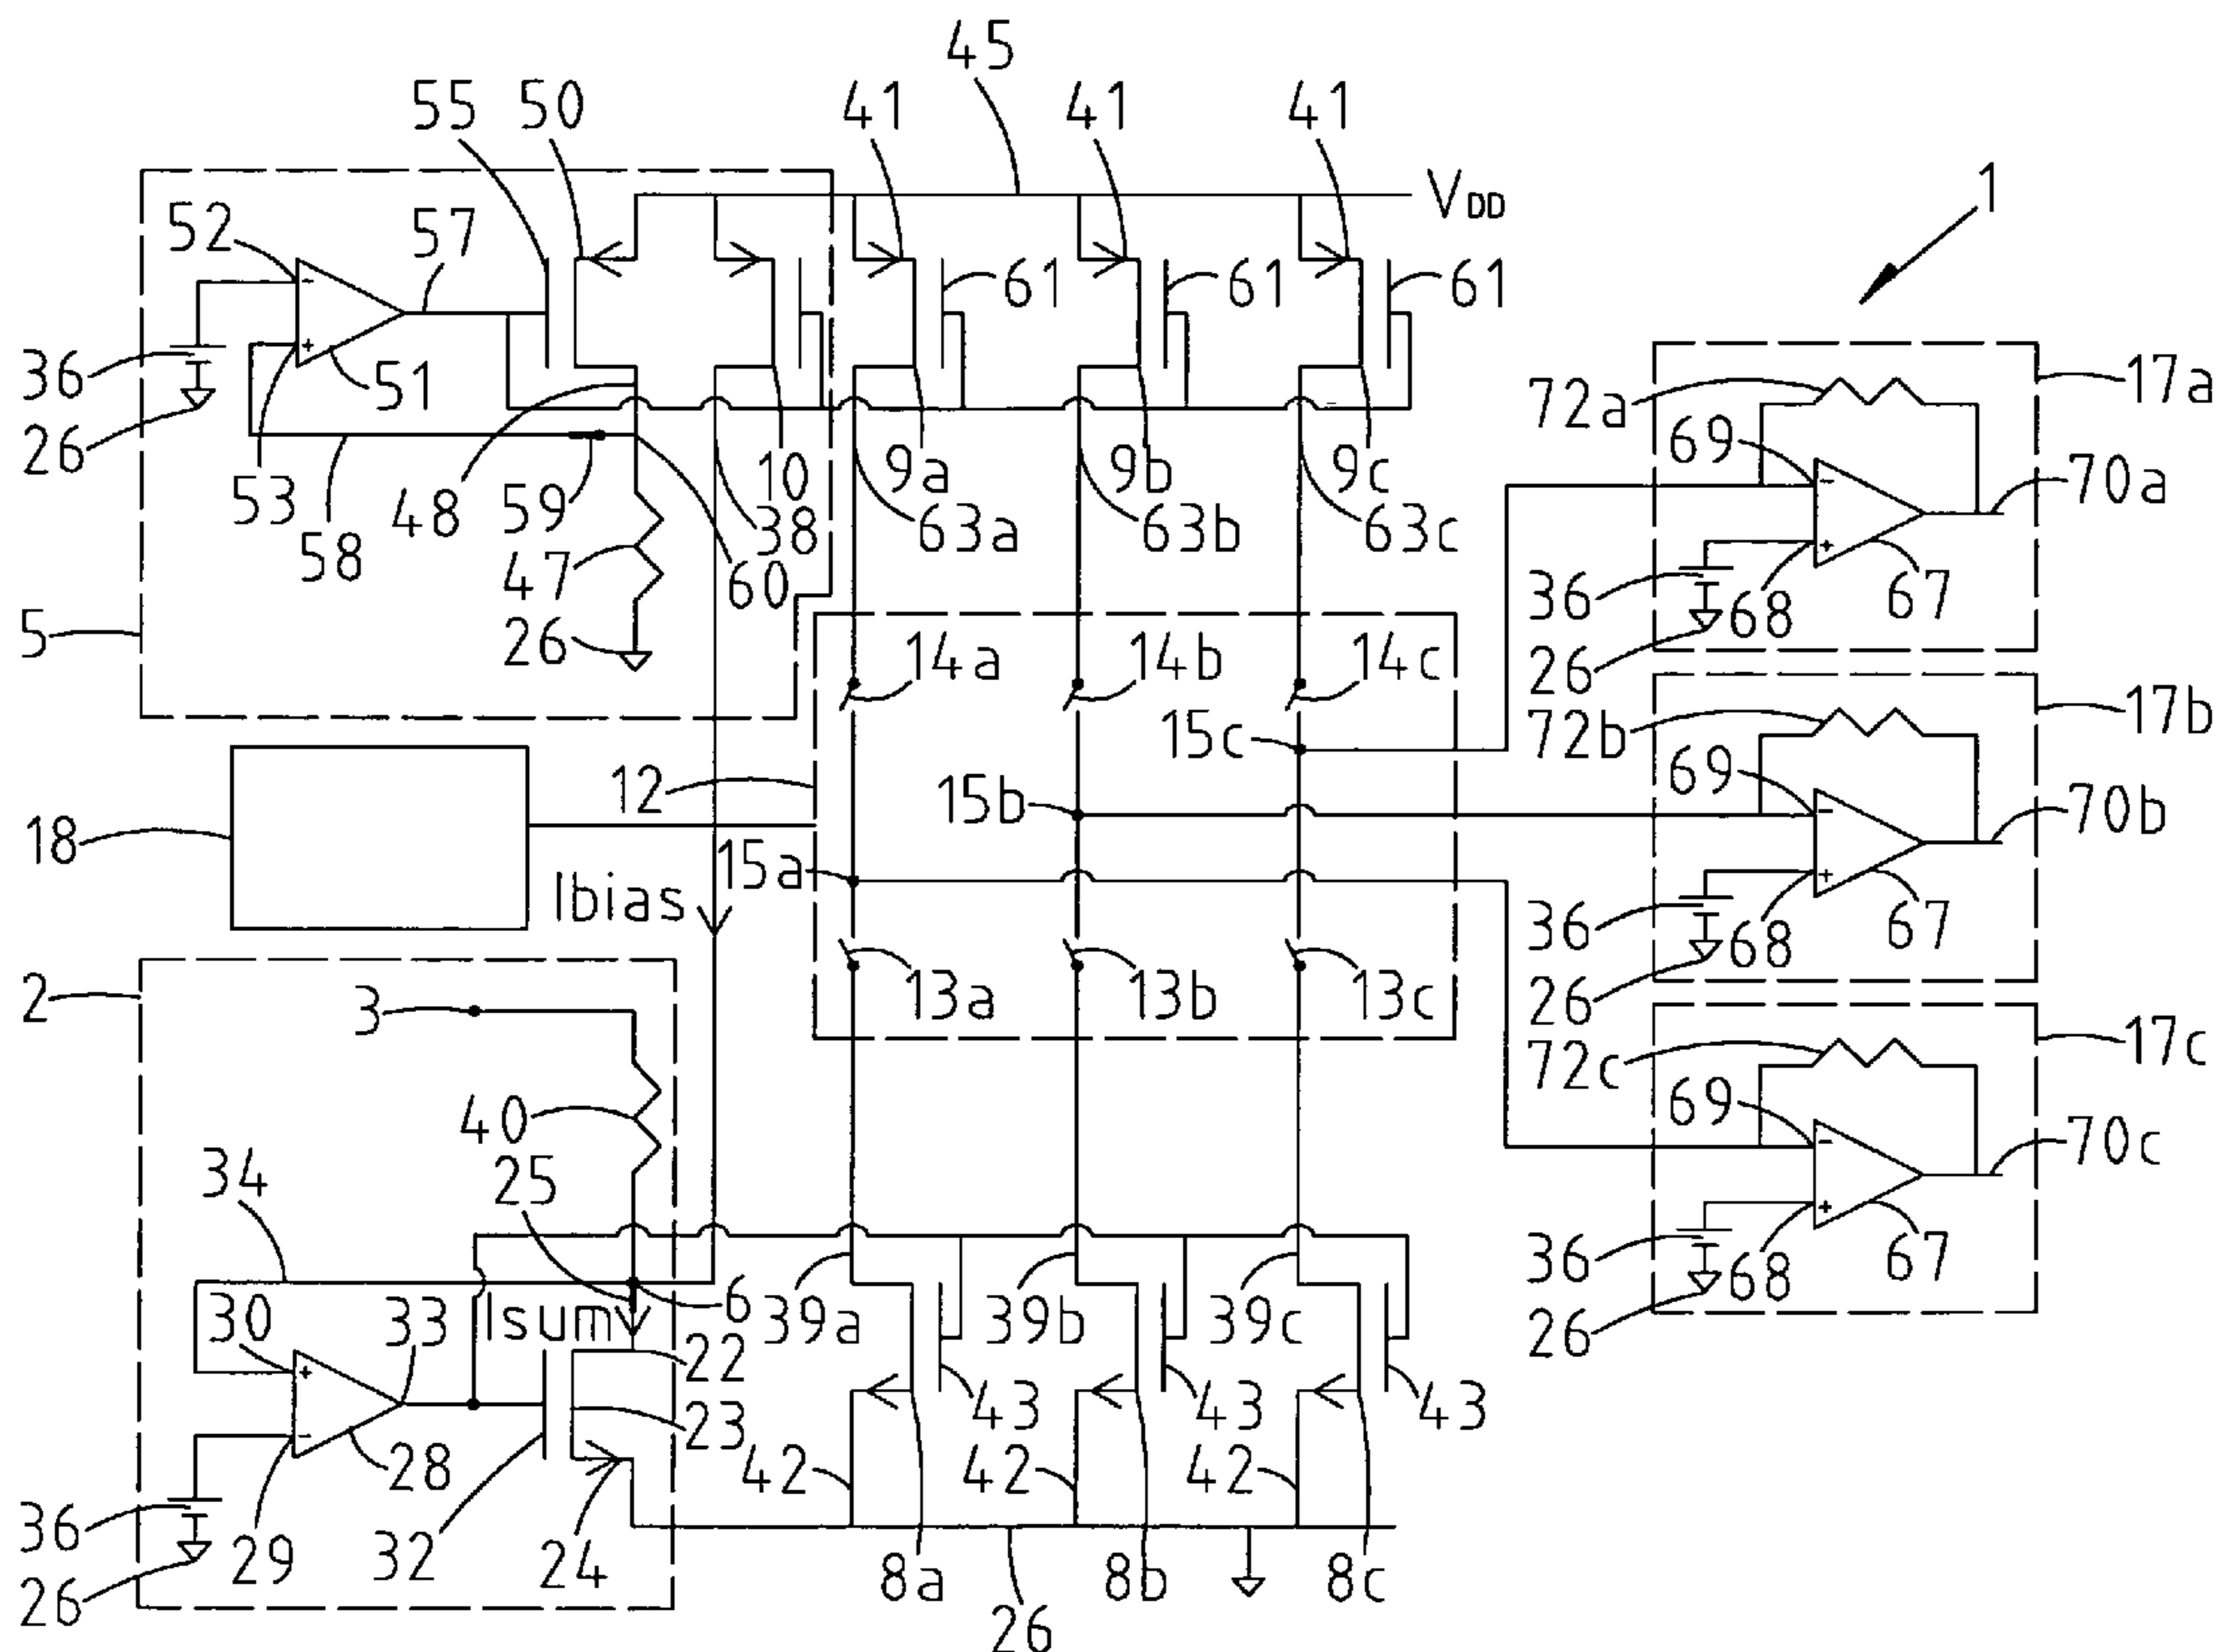 45
55 50 41 41 41
1
VDD
52 57
61 61 61
36 51
72a 17a
26 69
53 48 59 10 9a 9b 9c 70a
58 47 38 63a 63b 63c
60 36 68 67
5 26 14a 14b 14c 26
15c 72b 17b
12 15b 69
18 15a 70b
Ibias 36 68 67
2 3 13a 13b 13c 26
72c 17c
40 69
34 25 70c
30 33 Isum 6 39a 39b 39c 36 68 67
22 26
23 43 43 43
28 42 42 42
36 29 32 24 8a 8b 8c
26 26